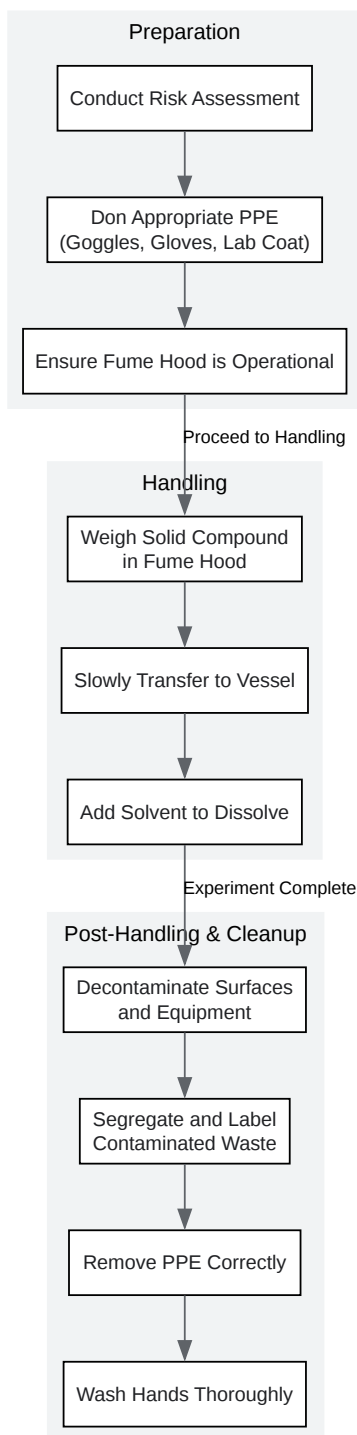 Preparation
Conduct Risk Assessment
Don Appropriate PPE
(Goggles, Gloves, Lab Coat)
Ensure Fume Hood is Operational
Proceed to Handling
Handling
Weigh Solid Compound
in Fume Hood
Slowly Transfer to Vessel
Add Solvent to Dissolve
Experiment Complete
Post-Handling & Cleanup
Decontaminate Surfaces
and Equipment
Segregate and Label
Contaminated Waste
Remove PPE Correctly
Wash Hands Thoroughly